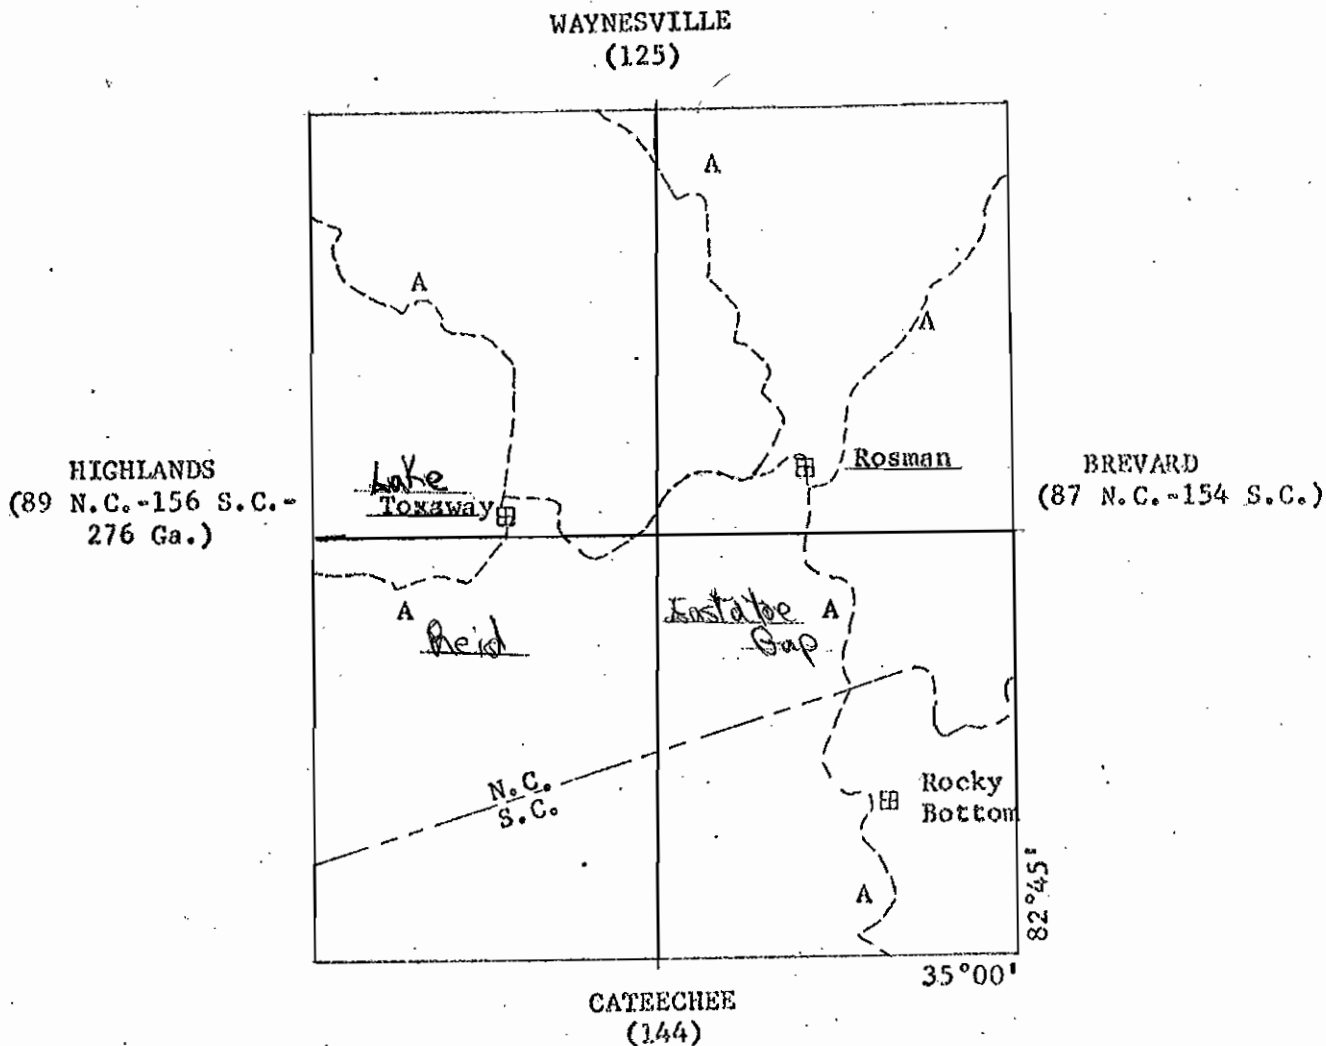 WAYNESVILLE
(125)
A
A
A
HIGHLANDS
(89 N.C.-156 S.C.-
276 Ga.)
Lake
Toxaway
Rosman
BREVARD
(87 N.C.-154 S.C.)
A
Reid
Eastatoe
Gap
A
N.C.
S.C.
Rocky
Bottom
A
82°45'
35°00'
CATEECHEE
(144)